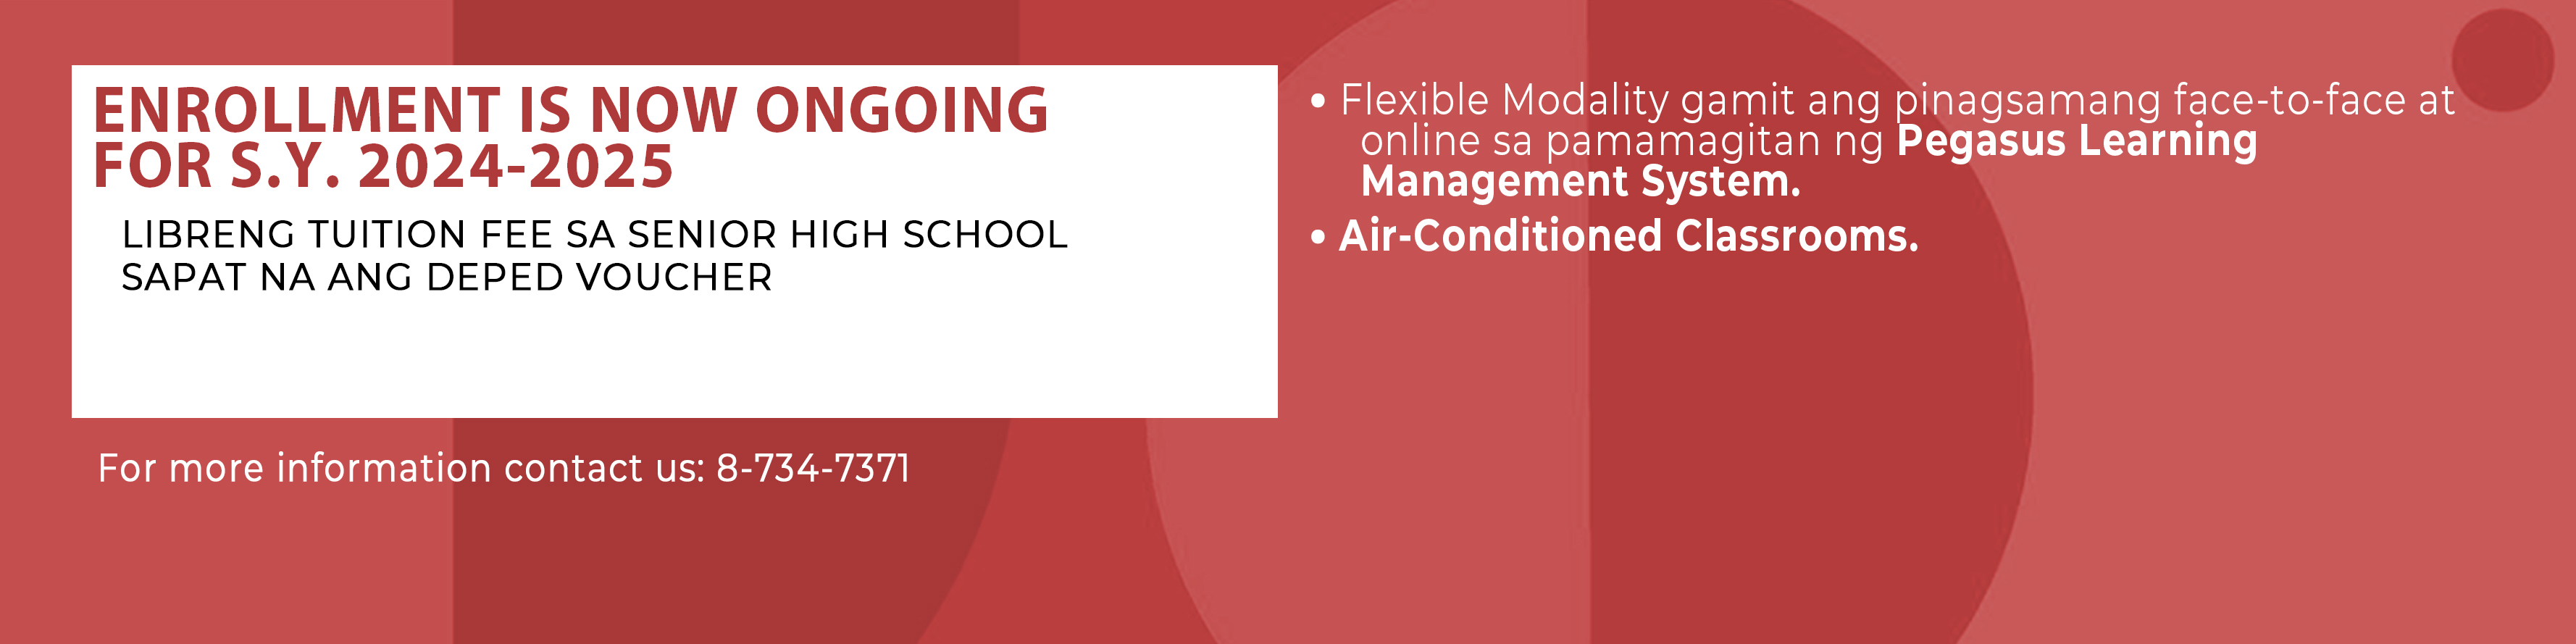 ENROLLMENT IS NOW ONGOING
FOR S.Y. 2024-2025
LIBRENG TUITION FEE SA SENIOR HIGH SCHOOL
SAPAT NA ANG DEPED VOUCHER
For more information contact us: 8-734-7371
• Flexible Modality gamit ang pinagsamang face-to-face at
online sa pamamagitan ng Pegasus Learning
Management System.
• Air-Conditioned Classrooms.